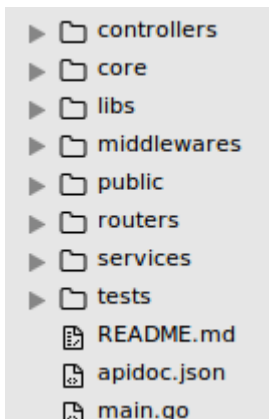 controllers
core
libs
middlewares
public
routers
services
tests
README.md
apidoc.json
main.go